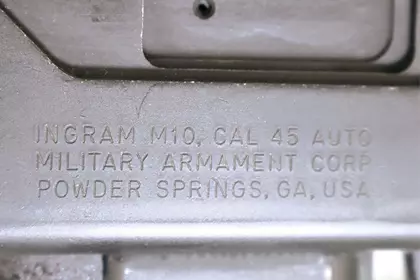 INGRAM M10, CAL 45 AUTO
MILITARY ARMAMENT CORP
POWDER SPRINGS, GA, USA